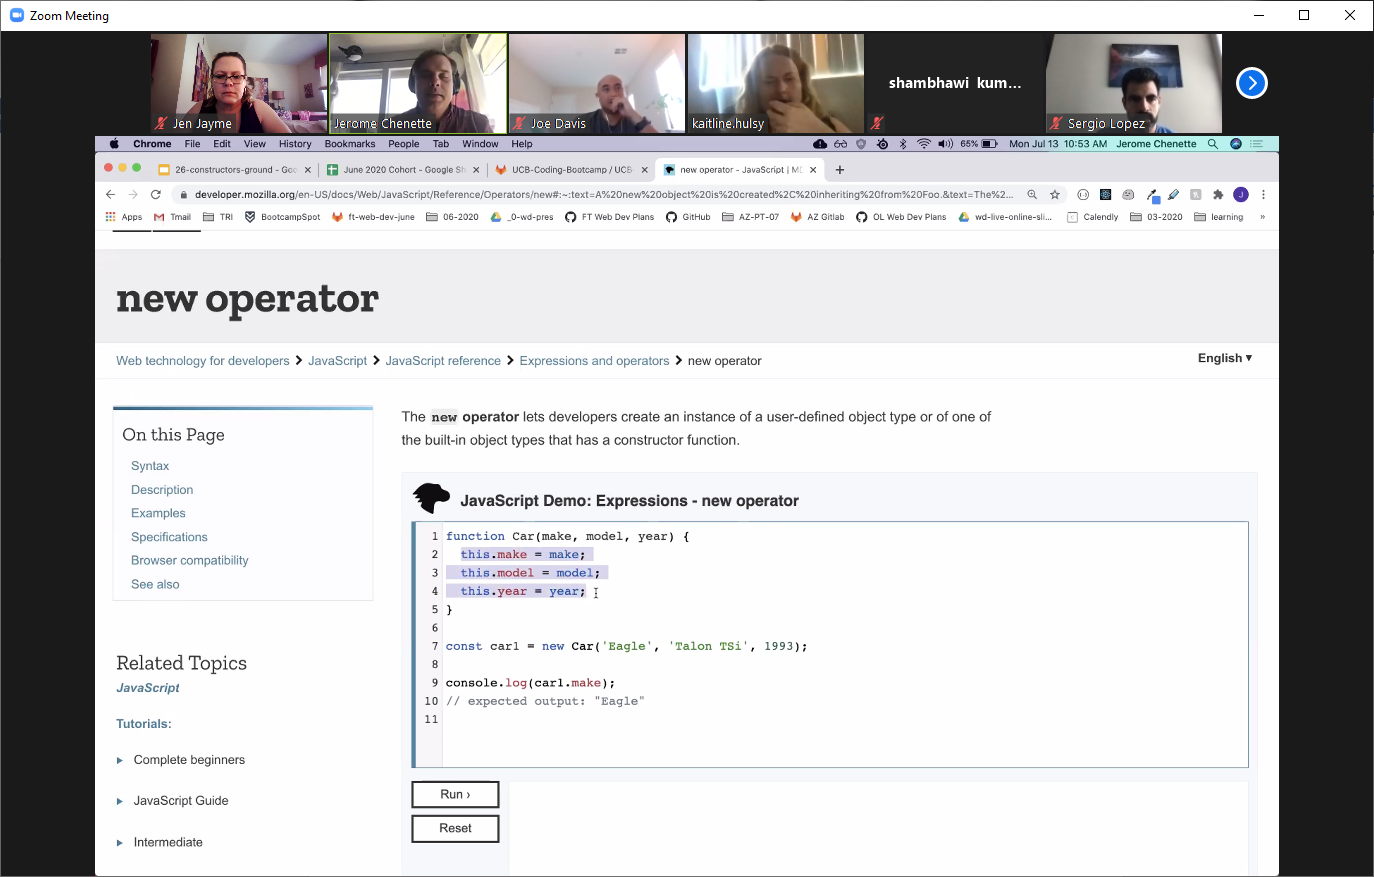 Zoom Meeting
Jen Jayme
Jerome Chenette
Joe Davis
kaitline.hulsy
shambhawi kum...
Sergio Lopez
Chrome File Edit View History Bookmarks People Tab Window Help
65% Mon Jul 13 10:53 AM Jerome Chenette
26-constructors-ground - Goo
June 2020 Cohort - Google Sh
UCB-Coding-Bootcamp / UCB-
new operator - JavaScript | MD
developer.mozilla.org/en-US/docs/Web/JavaScript/Reference/Operators/new#:~:text=A%20new%20object%20is%20created%2C%20inheriting%20from%20Foo.&text=The%2...
J
Apps Tmail TRI BootcampSpot ft-web-dev-june 06-2020 _0-wd-pres FT Web Dev Plans GitHub AZ-PT-07 AZ Gitlab OL Web Dev Plans wd-live-online-sli... Calendly 03-2020 learning »
new operator
Web technology for developers > JavaScript > JavaScript reference > Expressions and operators > new operator
English ▼
On this Page
Syntax
Description
Examples
Specifications
Browser compatibility
See also
Related Topics
JavaScript
Tutorials:
Complete beginners
JavaScript Guide
Intermediate
The new operator lets developers create an instance of a user-defined object type or of one of
the built-in object types that has a constructor function.
JavaScript Demo: Expressions - new operator
1 function Car(make, model, year) {
2 this.make = make;
3 this.model = model;
4 this.year = year;
5 }
6
7 const car1 = new Car('Eagle', 'Talon TSi', 1993);
8
9 console.log(car1.make);
10 // expected output: "Eagle"
11
Run ›
Reset